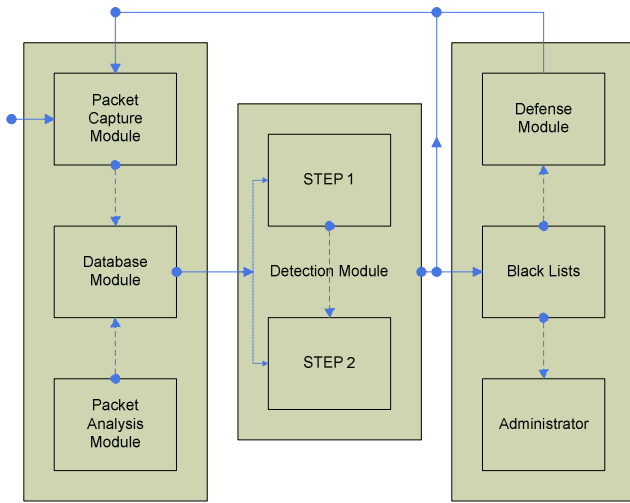 Packet
Capture
Module
Database
Module
Packet
Analysis
Module
STEP 1
Detection Module
STEP 2
Defense
Module
Black Lists
Administrator